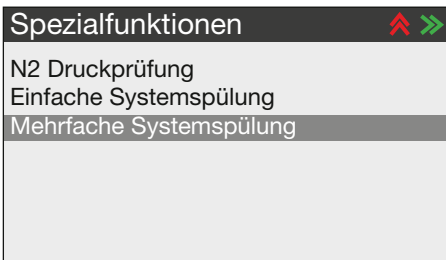 Spezialfunktionen
N2 Druckprüfung
Einfache Systemspülung
Mehrfache Systemspülung